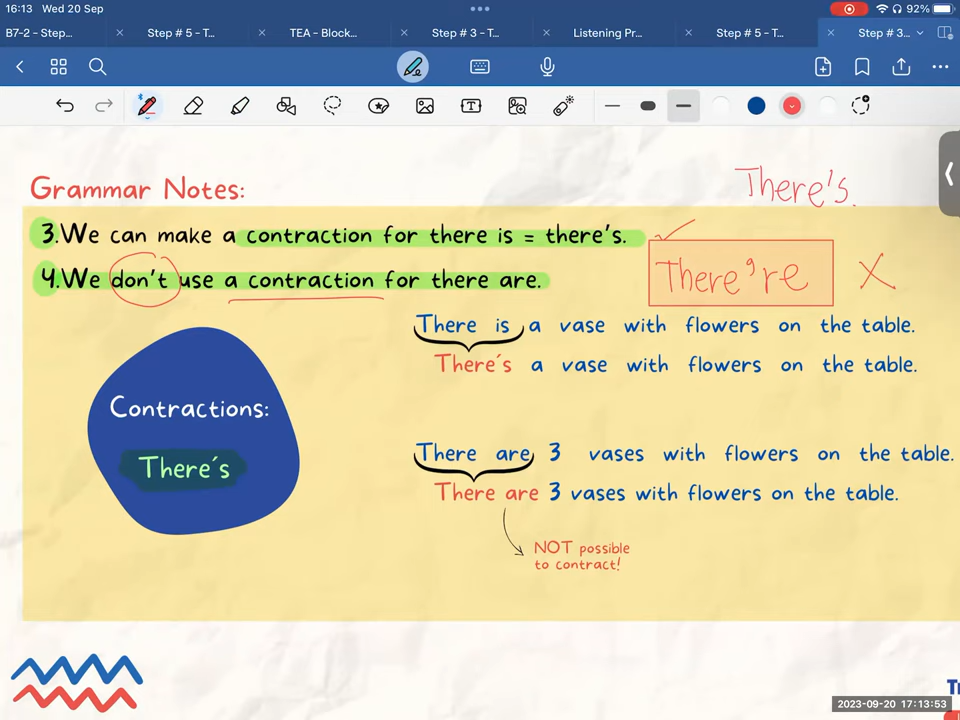 16:13 Wed 20 Sep
92%
B7-2 - Step... Step # 5 - T... TEA - Block... Step # 3 - T... Listening Pr... Step # 5 - T... Step # 3...
There's.
Grammar Notes:
3.We can make a contraction for there is = there's.
4.We don't use a contraction for there are.
There're X
There is a vase with flowers on the table.
There's a vase with flowers on the table.
Contractions:
There´s
There are 3 vases with flowers on the table.
There are 3 vases with flowers on the table.
NOT possible
to contract!
2023-09-20 17:13:53